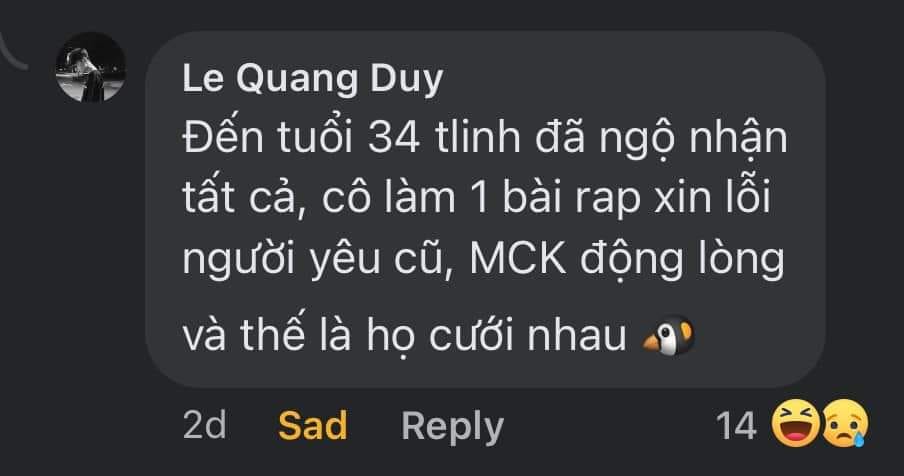 Le Quang Duy
Đến tuổi 34 tlinh đã ngộ nhận
tất cả, cô làm 1 bài rap xin lỗi
người yêu cũ, MCK động lòng
và thế là họ cưới nhau 🐧
2d Sad Reply 14 😆😢